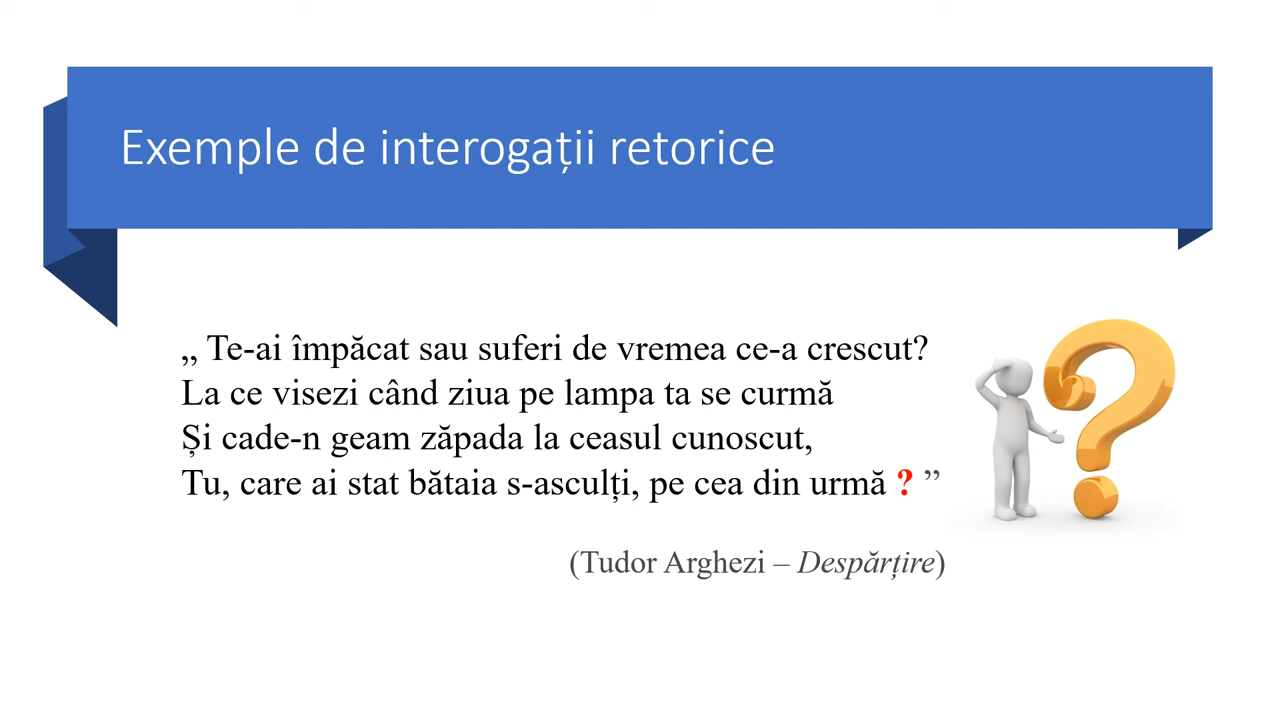 Exemple de interogații retorice
„ Te-ai împăcat sau suferi de vremea ce-a crescut?
La ce visezi când ziua pe lampa ta se curmă
Și cade-n geam zăpada la ceasul cunoscut,
Tu, care ai stat bătaia s-asculți, pe cea din urmă ? ”
(Tudor Arghezi – Despărțire)